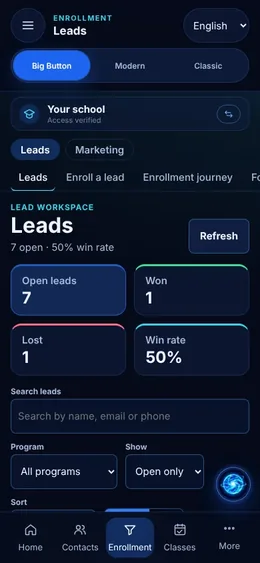 ENROLLMENT
Leads
English
Big Button
Modern
Classic
Your school
Access verified
Leads
Marketing
Leads
Enroll a lead
Enrollment journey
Fo
LEAD WORKSPACE
Leads
7 open · 50% win rate
Refresh
Open leads
7
Won
1
Lost
1
Win rate
50%
Search leads
Search by name, email or phone
Program
Show
All programs
Open only
Sort
Home
Contacts
Enrollment
Classes
More